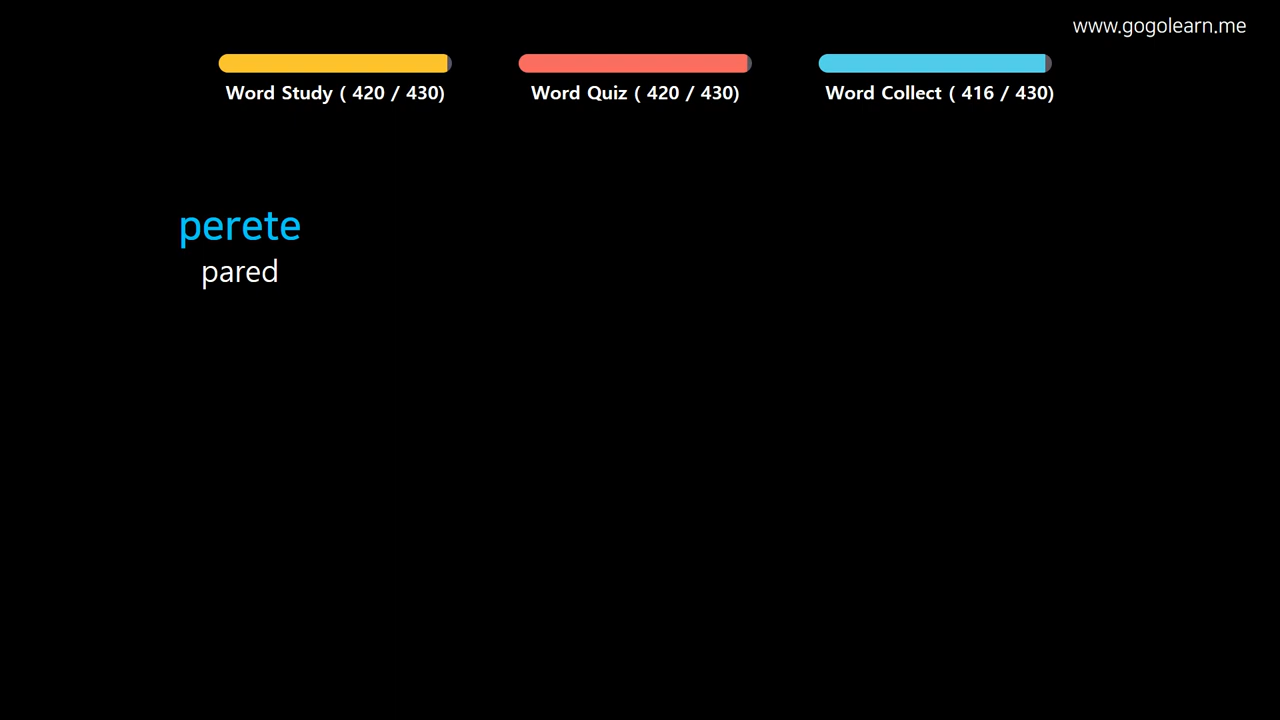 www.gogolearn.me
Word Study ( 420 / 430)
Word Quiz ( 420 / 430)
Word Collect ( 416 / 430)
perete
pared